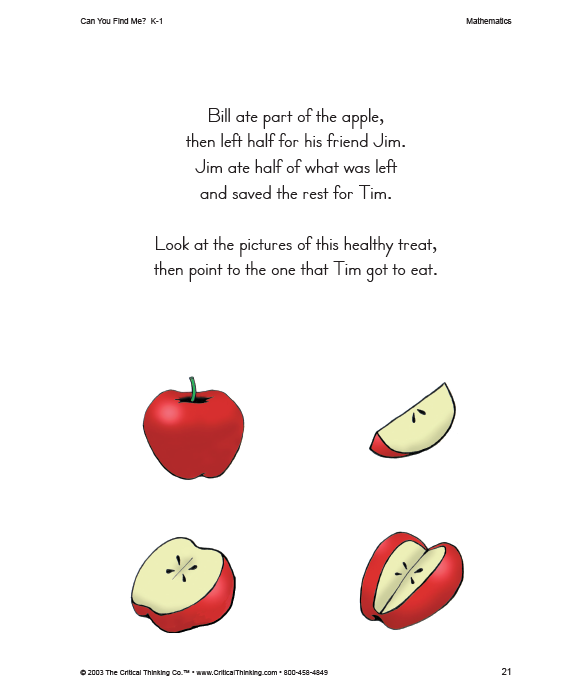 Can You Find Me? K-1
Mathematics
Bill ate part of the apple,
then left half for his friend Jim.
Jim ate half of what was left
and saved the rest for Tim.
Look at the pictures of this healthy treat,
then point to the one that Tim got to eat.
© 2003 The Critical Thinking Co.™ • www.CriticalThinking.com • 800-458-4849
21